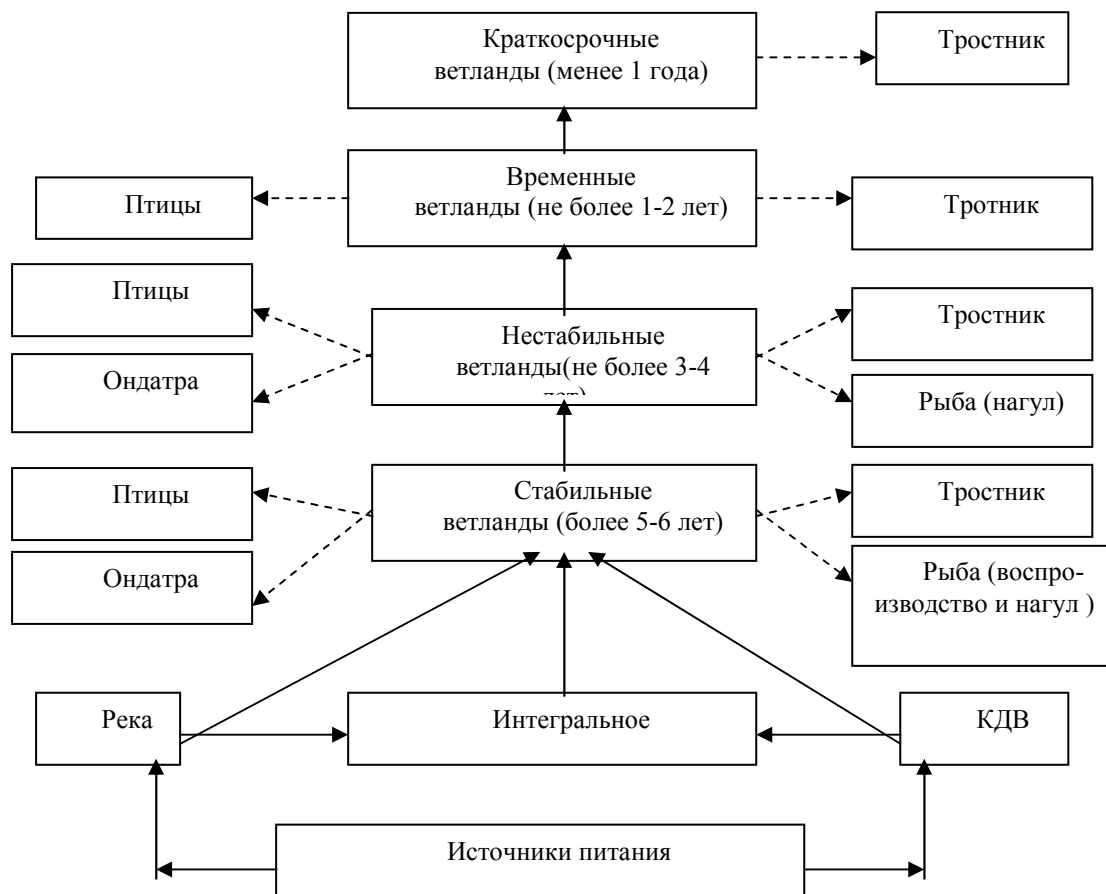 Краткосрочные
ветланды (менее 1 года)
Тростник
Птицы
Временные
ветланды (не более 1-2 лет)
Тротник
Птицы
Ондатра
Нестабильные
ветланды(не более 3-4
лет)
Тростник
Рыба (нагул)
Птицы
Ондатра
Стабильные
ветланды (более 5-6 лет)
Тростник
Рыба (воспро-
изводство и нагул )
Река
Интегральное
КДВ
Источники питания